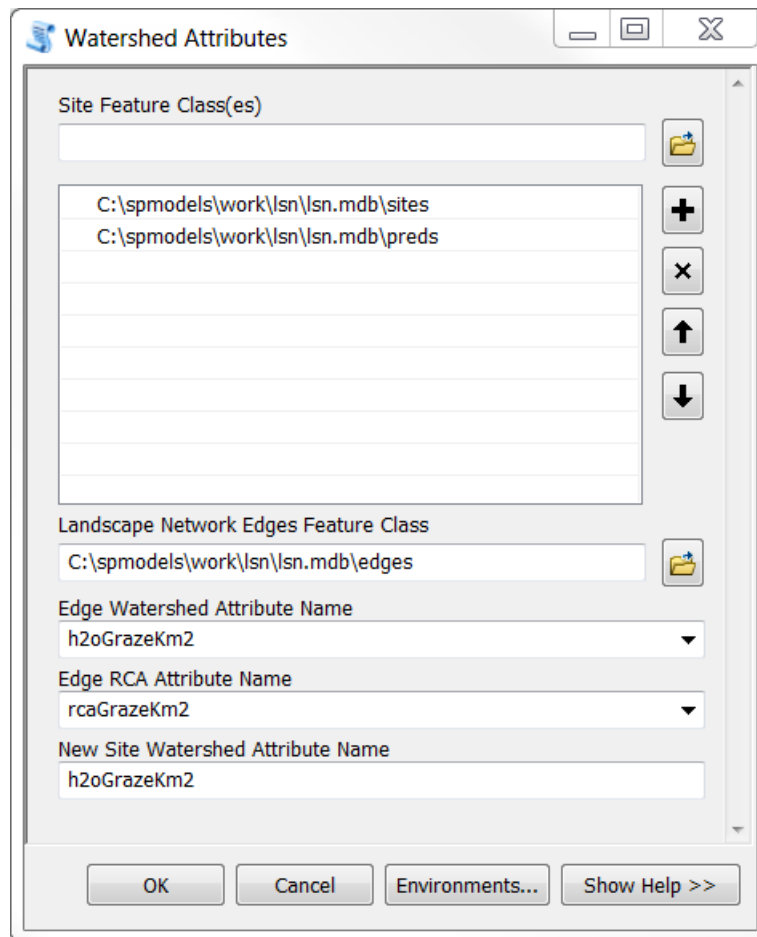 Watershed Attributes
Site Feature Class(es)
C:\spmodels\work\lsn\lsn.mdb\sites
C:\spmodels\work\lsn\lsn.mdb\preds
Landscape Network Edges Feature Class
C:\spmodels\work\lsn\lsn.mdb\edges
Edge Watershed Attribute Name
h2oGrazeKm2
Edge RCA Attribute Name
rcaGrazeKm2
New Site Watershed Attribute Name
h2oGrazeKm2
OK Cancel Environments... Show Help >>